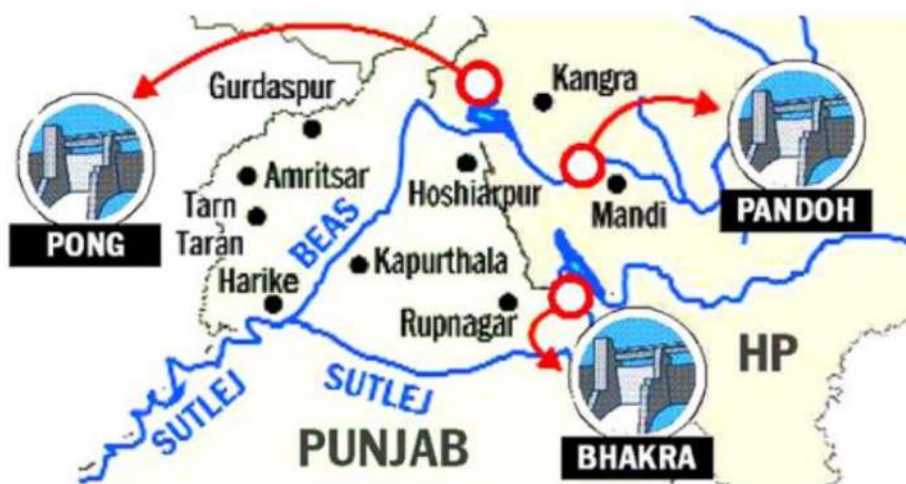 Gurdaspur
Kangra
Amritsar
Tarn
Taran
Hoshiarpur
Mandi
PANDOH
PONG
BEAS
Harike
Kapurthala
Rupnagar
HP
SUTLEJ
SUTLEJ
PUNJAB
BHAKRA